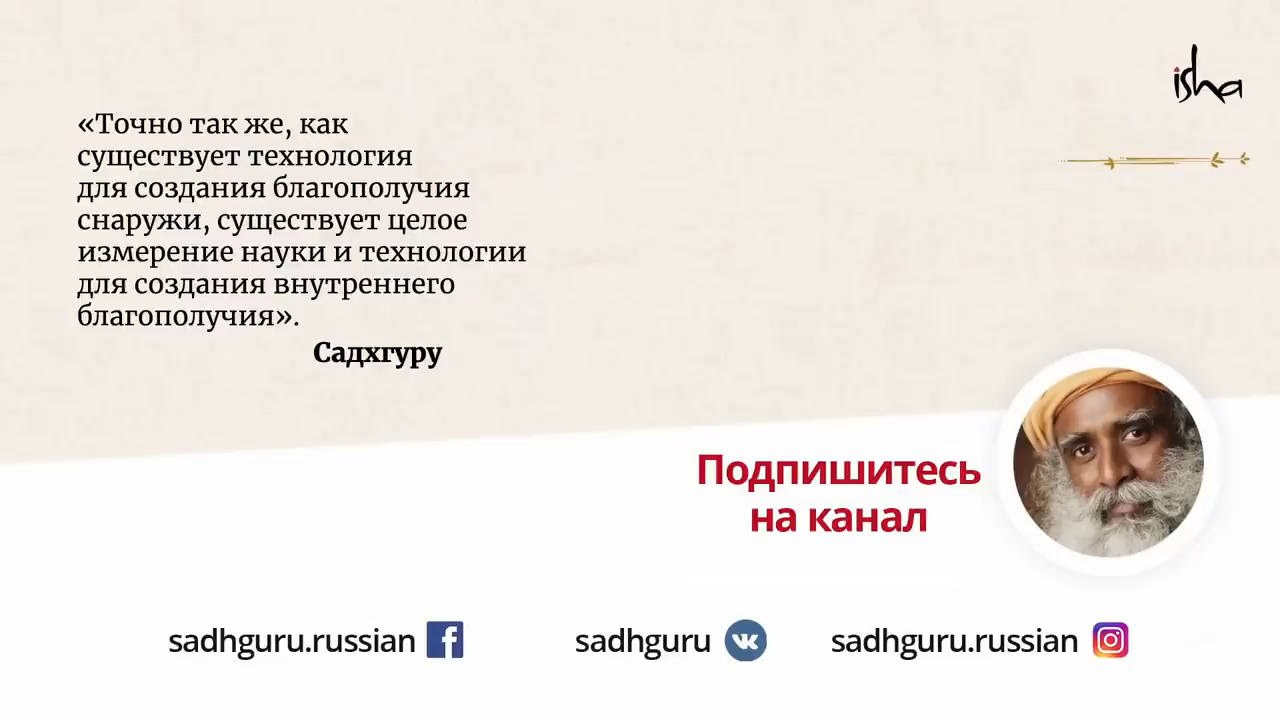 isha
«Точно так же, как
существует технология
для создания благополучия
снаружи, существует целое
измерение науки и технологии
для создания внутреннего
благополучия».
Садхгуру
Подпишитесь
на канал
sadhguru.russian
sadhguru
sadhguru.russian